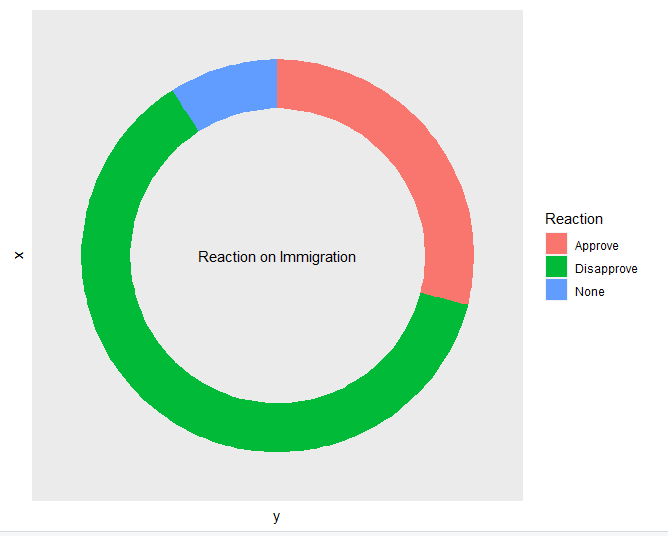 Reaction on Immigration
x
y
Reaction
Approve
Disapprove
None